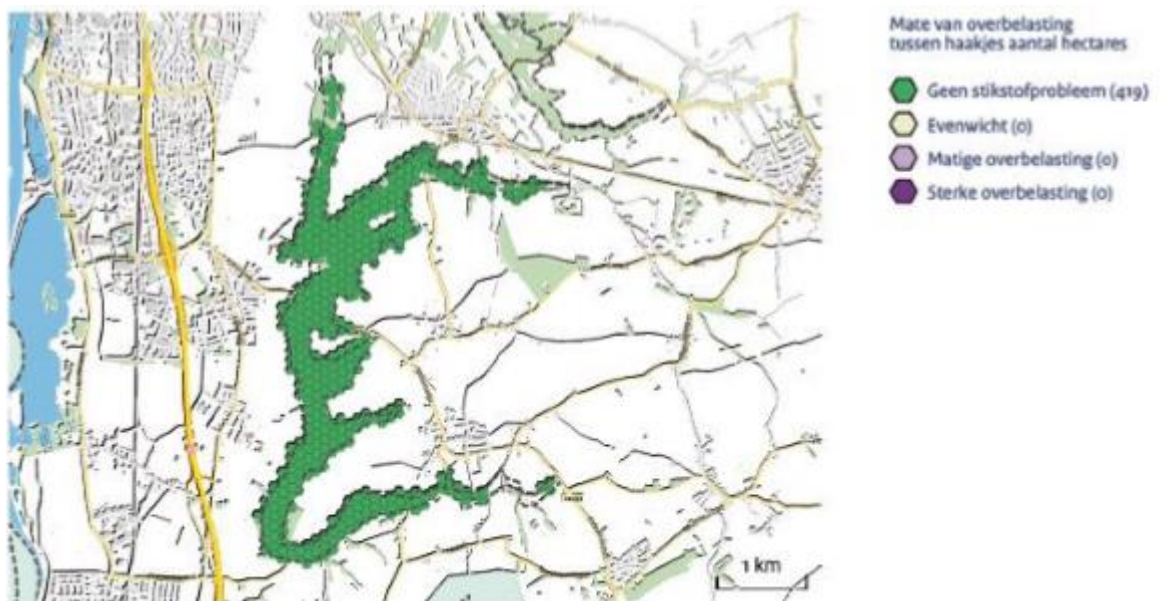 Mate van overbelasting
tussen haakjes aantal hectares
Geen stikstofprobleem (419)
Evenwicht (0)
Matige overbelasting (0)
Sterke overbelasting (0)
1 km